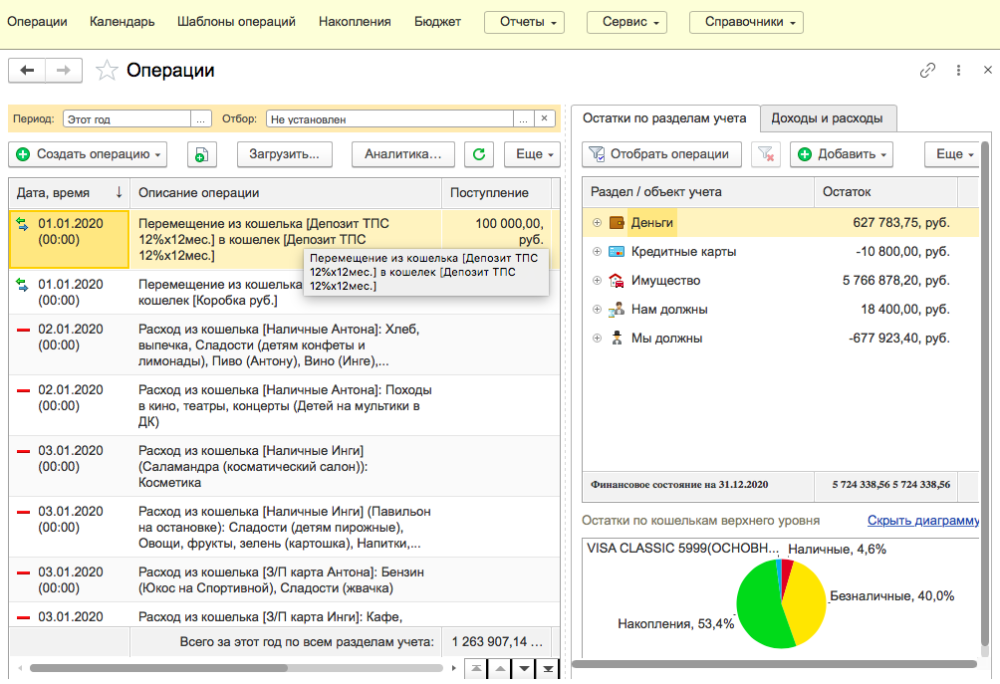 Операции Календарь Шаблоны операций Накопления Бюджет Отчеты Сервис Справочники
Операции
Период: Этот год ... Отбор: Не установлен ... ×
Создать операцию Загрузить... Аналитика... Еще
Дата, время ↓ Описание операции Поступление
01.01.2020
(00:00)
Перемещение из кошелька [Депозит ТПС
12%х12мес.] в кошелек [Депозит ТПС
12%х12мес.]
100 000,00,
руб.
Перемещение из кошелька [Депозит ТПС
12%х12мес.] в кошелек [Депозит ТПС
12%х12мес.]
01.01.2020
(00:00)
Перемещение из кошелька
кошелек [Коробка руб.]
02.01.2020
(00:00)
Расход из кошелька [Наличные Антона]: Хлеб,
выпечка, Сладости (детям конфеты и
лимонады), Пиво (Антону), Вино (Инге),...
02.01.2020
(00:00)
Расход из кошелька [Наличные Антона]: Походы
в кино, театры, концерты (Детей на мультики в
ДК)
03.01.2020
(00:00)
Расход из кошелька [Наличные Инги]
(Саламандра (косметический салон)):
Косметика
03.01.2020
(00:00)
Расход из кошелька [Наличные Инги] (Павильон
на остановке): Сладости (детям пирожные),
Овощи, фрукты, зелень (картошка), Напитки,...
03.01.2020
(00:00)
Расход из кошелька [З/П карта Антона]: Бензин
(Юкос на Спортивной), Сладости (жвачка)
03.01.2020
Расход из кошелька [З/П карта Инги]: Кафе,
Всего за этот год по всем разделам учета: 1 263 907,14 ...
Остатки по разделам учета Доходы и расходы
Отобрать операции Добавить Еще
Раздел / объект учета Остаток
Деньги 627 783,75, руб.
Кредитные карты -10 800,00, руб.
Имущество 5 766 878,20, руб.
Нам должны 18 400,00, руб.
Мы должны -677 923,40, руб.
Финансовое состояние на 31.12.2020 5 724 338,56 5 724 338,56
Остатки по кошелькам верхнего уровня Скрыть диаграмму
VISA CLASSIC 5999(ОСНОВН... Наличные, 4,6%
Безналичные, 40,0%
Накопления, 53,4%